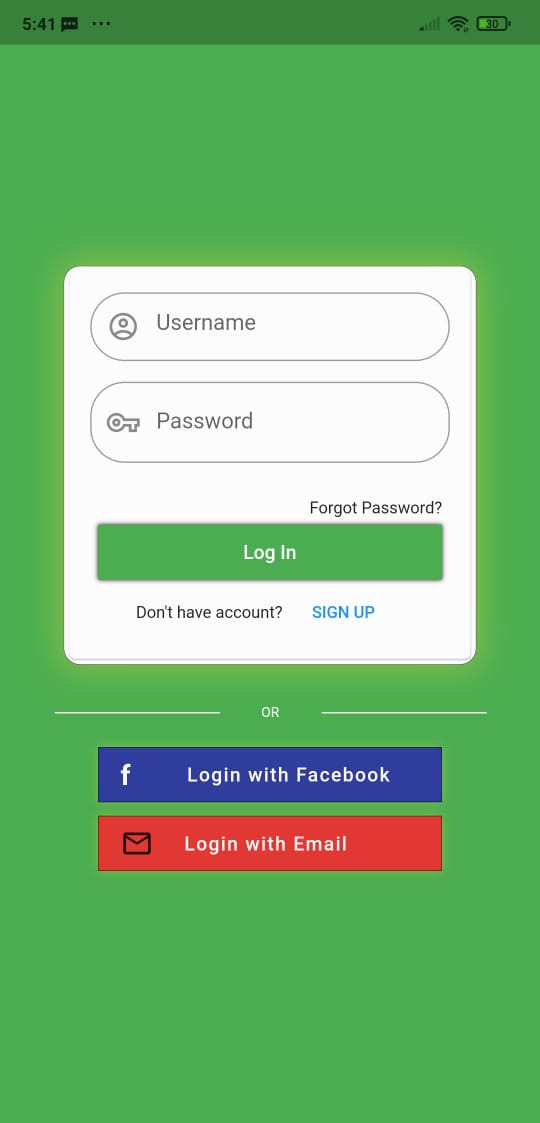 5:41 ... 30
Username
Password
Forgot Password?
Log In
Don't have account? SIGN UP
OR
f Login with Facebook
Login with Email